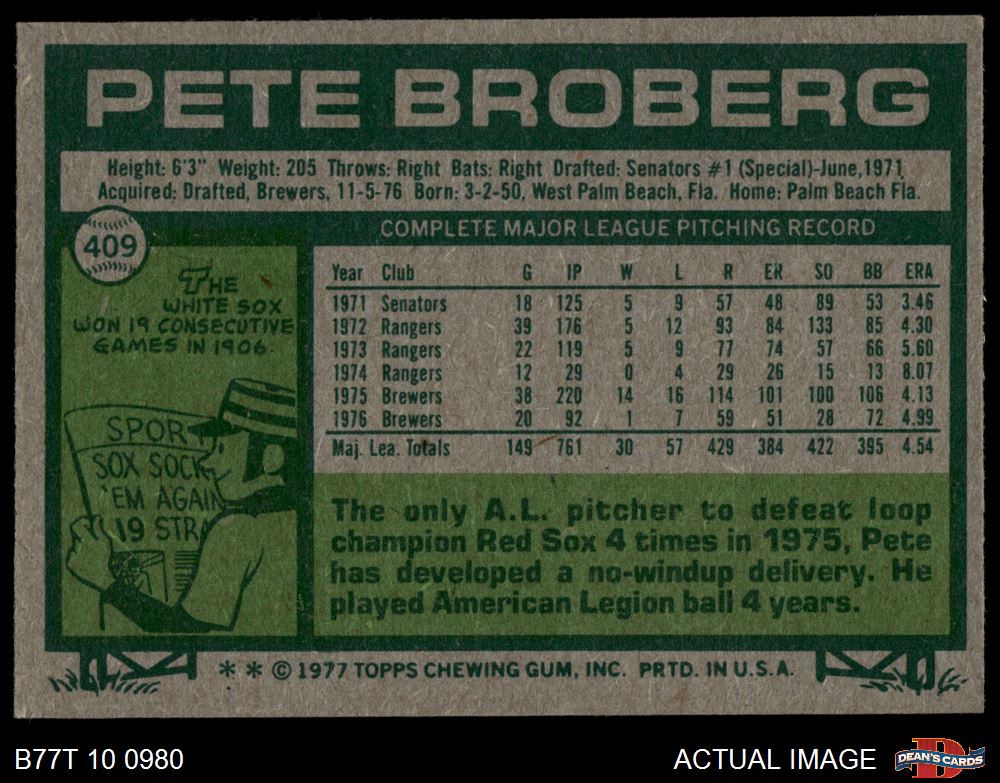 PETE BROBERG
Height: 6'3" Weight: 205 Throws: Right Bats: Right Drafted: Senators #1 (Special)-June,1971.
Acquired: Drafted, Brewers, 11-5-76 Born: 3-2-50, West Palm Beach, Fla. Home: Palm Beach Fla.
409
THE
WHITE SOX
WON 19 CONSECUTIVE
GAMES IN 1906.
SPORT
SOX SOCK
'EM AGAIN
19 STRA
COMPLETE MAJOR LEAGUE PITCHING RECORD
Year Club G IP W L R ER SO BB ERA
1971 Senators 18 125 5 9 57 48 89 53 3.46
1972 Rangers 39 176 5 12 93 84 133 85 4.30
1973 Rangers 22 119 5 9 77 74 57 66 5.60
1974 Rangers 12 29 0 4 29 26 15 13 8.07
1975 Brewers 38 220 14 16 114 101 100 106 4.13
1976 Brewers 20 92 1 7 59 51 28 72 4.99
Maj. Lea. Totals 149 761 30 57 429 384 422 395 4.54
The only A.L. pitcher to defeat loop
champion Red Sox 4 times in 1975, Pete
has developed a no-windup delivery. He
played American Legion ball 4 years.
* * © 1977 TOPPS CHEWING GUM, INC. PRTD. IN U.S.A.
B77T 10 0980
ACTUAL IMAGE
DEAN'S CARDS